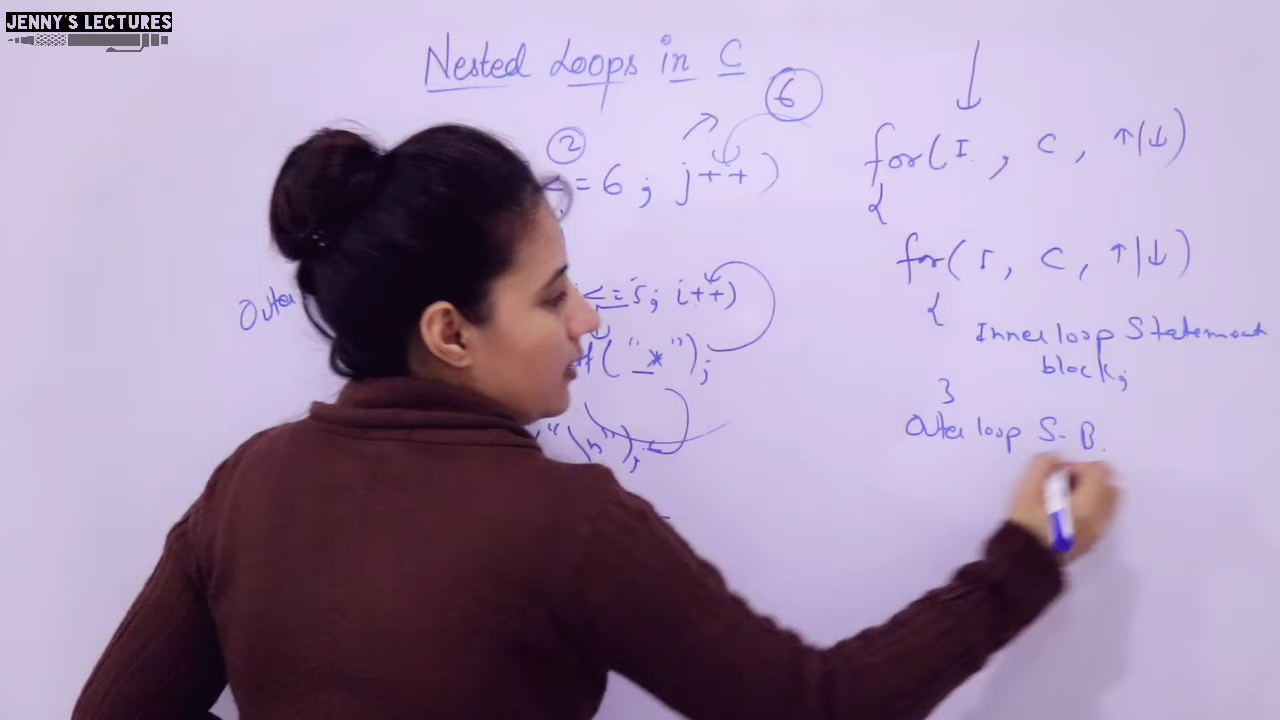 JENNY'S LECTURES
Nested Loops in C
6
2
<=6; j++)
Outer
<=5; i++)
("*");
"\n");
for(I, C, ↑|↓)
{
for(I, C, ↑|↓)
{
Inner loop Statement
block;
}
Outer loop S-B.